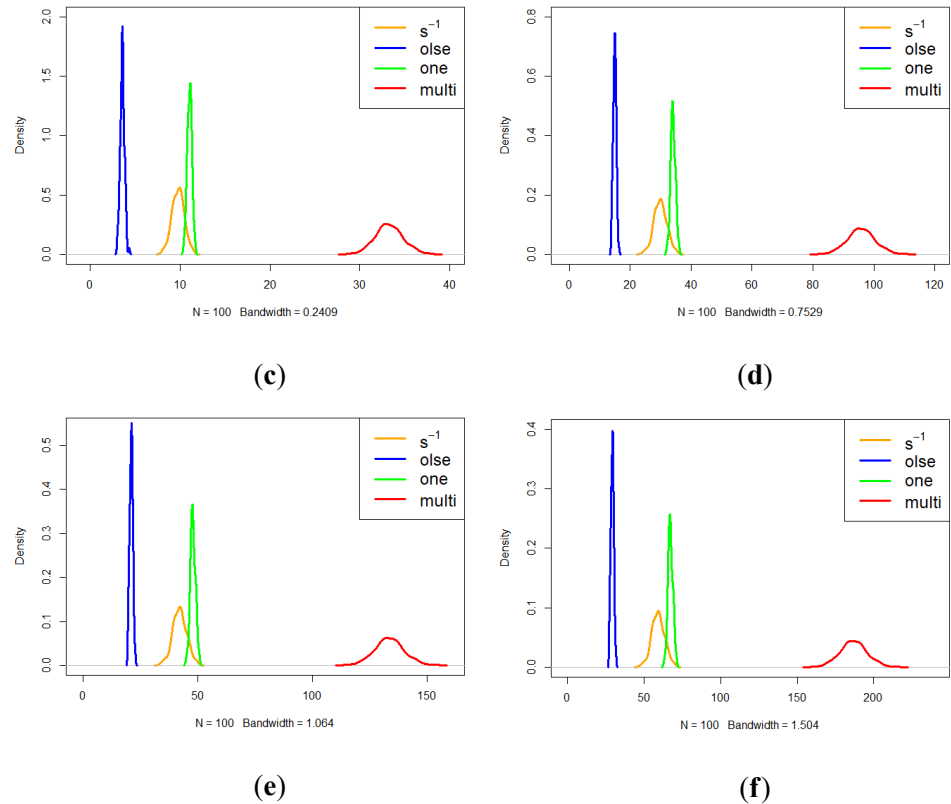 2.0
1.5
1.0
0.5
0.0
Density
s⁻¹
olse
one
multi
0 10 20 30 40
N = 100 Bandwidth = 0.2409
(c)
0.8
0.6
0.4
0.2
0.0
Density
s⁻¹
olse
one
multi
0 20 40 60 80 100 120
N = 100 Bandwidth = 0.7529
(d)
0.5
0.4
0.3
0.2
0.1
0.0
Density
s⁻¹
olse
one
multi
0 50 100 150
N = 100 Bandwidth = 1.064
(e)
0.4
0.3
0.2
0.1
0.0
Density
s⁻¹
olse
one
multi
0 50 100 150 200
N = 100 Bandwidth = 1.504
(f)